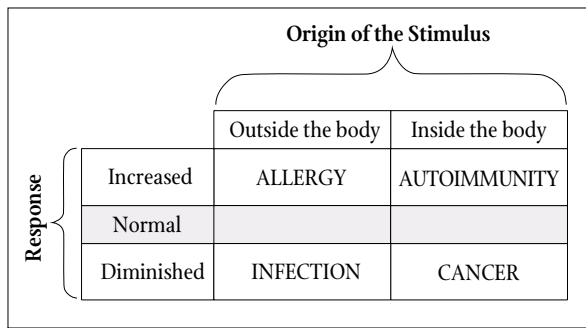 Origin of the Stimulus
Outside the body Inside the body
Response
Increased ALLERGY AUTOIMMUNITY
Normal
Diminished INFECTION CANCER